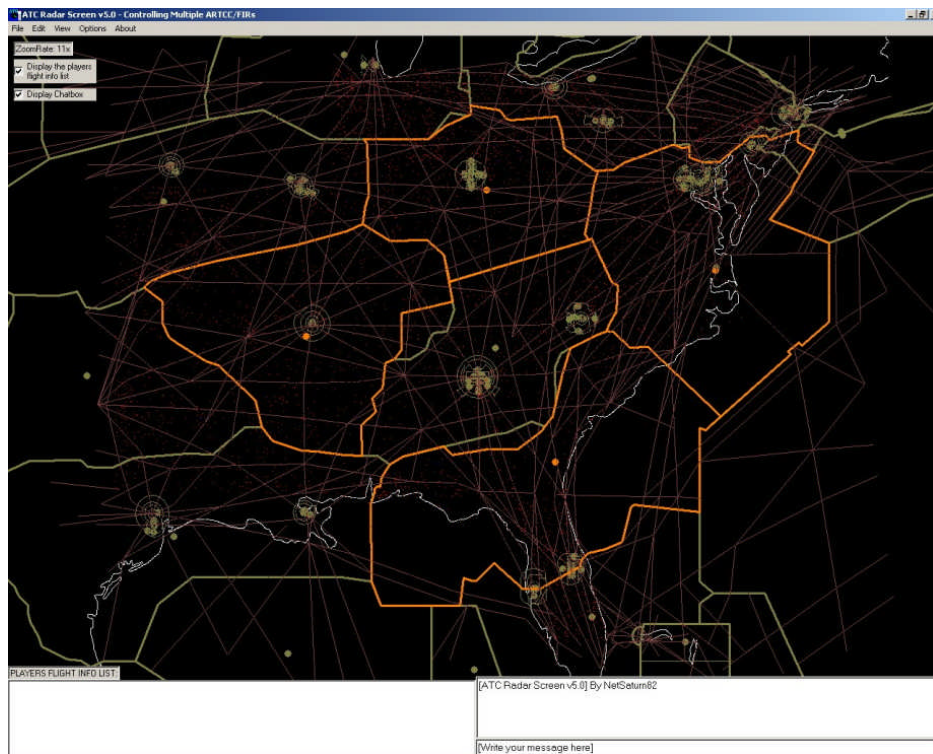 [ATC Radar Screen v5.0 - Controlling Multiple ARTCC/FIRs
File Edit View Options About
ZoomRate: 11x
Display the players
flight info list
Display Chatbox
PLAYERS FLIGHT INFO LIST:
[ATC Radar Screen v5.0] By NetSaturn82
[Write your message here]